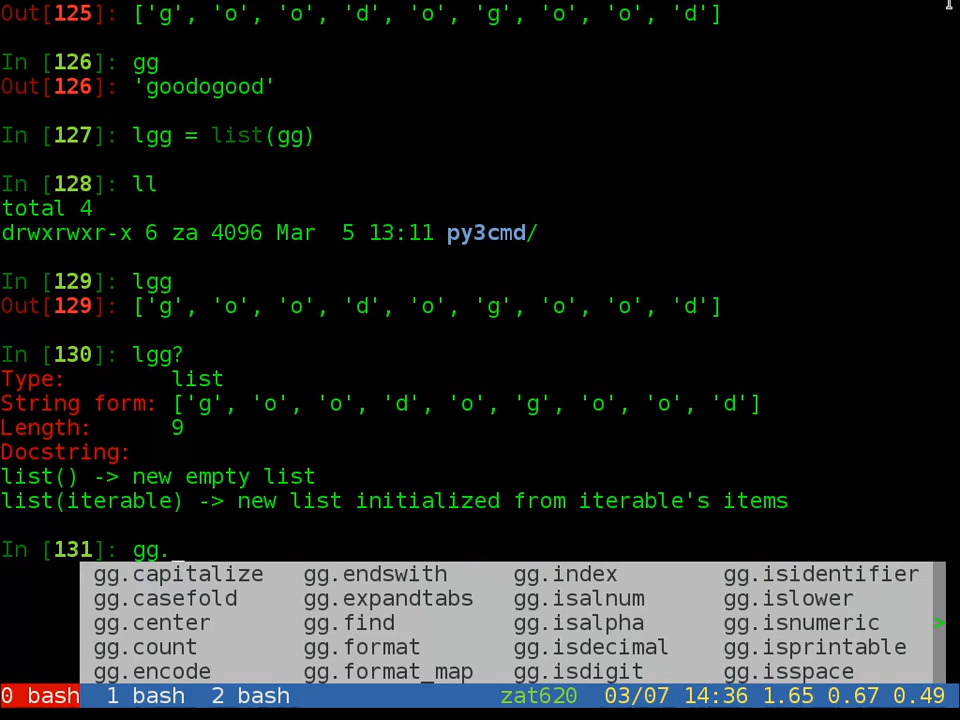 Out[125]: ['g', 'o', 'o', 'd', 'o', 'g', 'o', 'o', 'd']
In [126]: gg
Out[126]: 'goodogood'
In [127]: lgg = list(gg)
In [128]: ll
total 4
drwxrwxr-x 6 za 4096 Mar  5 13:11 py3cmd/
In [129]: lgg
Out[129]: ['g', 'o', 'o', 'd', 'o', 'g', 'o', 'o', 'd']
In [130]: lgg?
Type:        list
String form: ['g', 'o', 'o', 'd', 'o', 'g', 'o', 'o', 'd']
Length:      9
Docstring:
list() -> new empty list
list(iterable) -> new list initialized from iterable's items
In [131]: gg._
gg.capitalize gg.endswith gg.index gg.isidentifier
gg.casefold gg.expandtabs gg.isalnum gg.islower
gg.center gg.find gg.isalpha gg.isnumeric >
gg.count gg.format gg.isdecimal gg.isprintable
gg.encode gg.format_map gg.isdigit gg.isspace
0 bash 1 bash 2 bash zat620 03/07 14:36 1.65 0.67 0.49